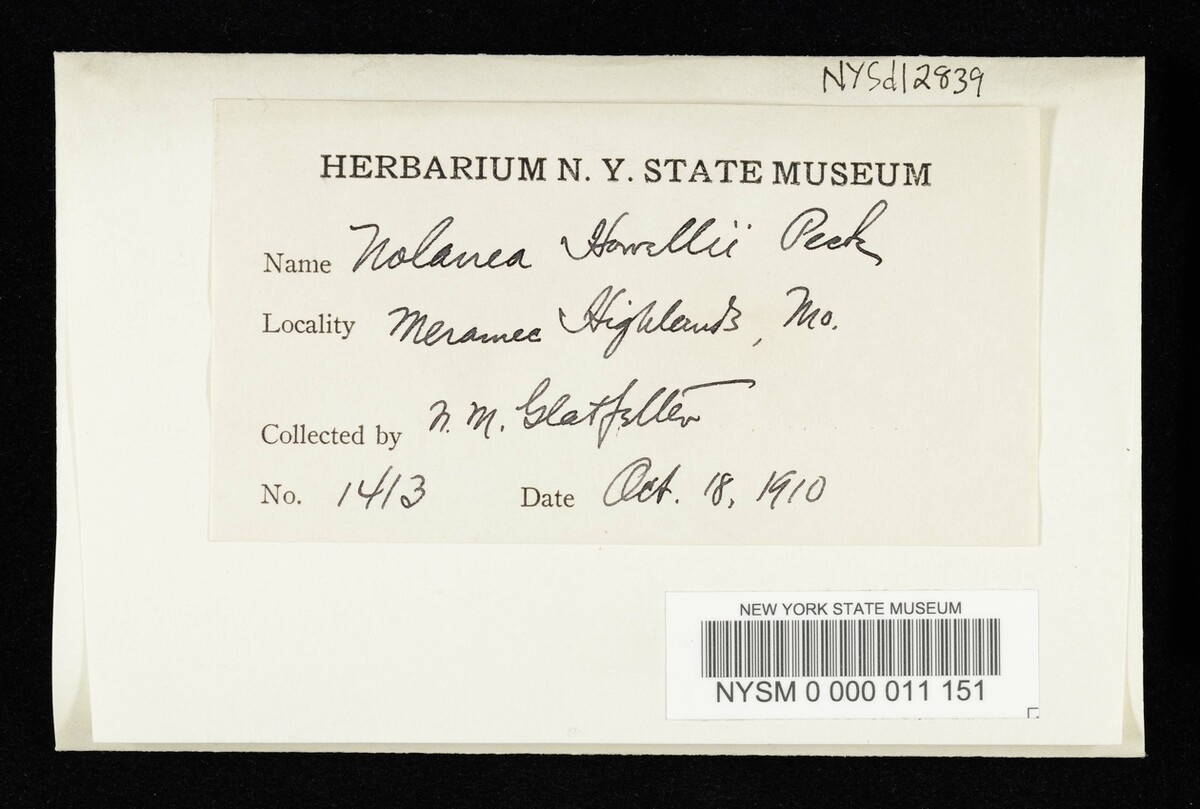 NYSd12839
HERBARIUM N. Y. STATE MUSEUM
Name Nolanea Howellii Peck
Locality Meramec Highlands, Mo.
Collected by N. M. Glatfelter
No. 1413 Date Oct. 18, 1910
NEW YORK STATE MUSEUM
NYSM 0 000 011 151